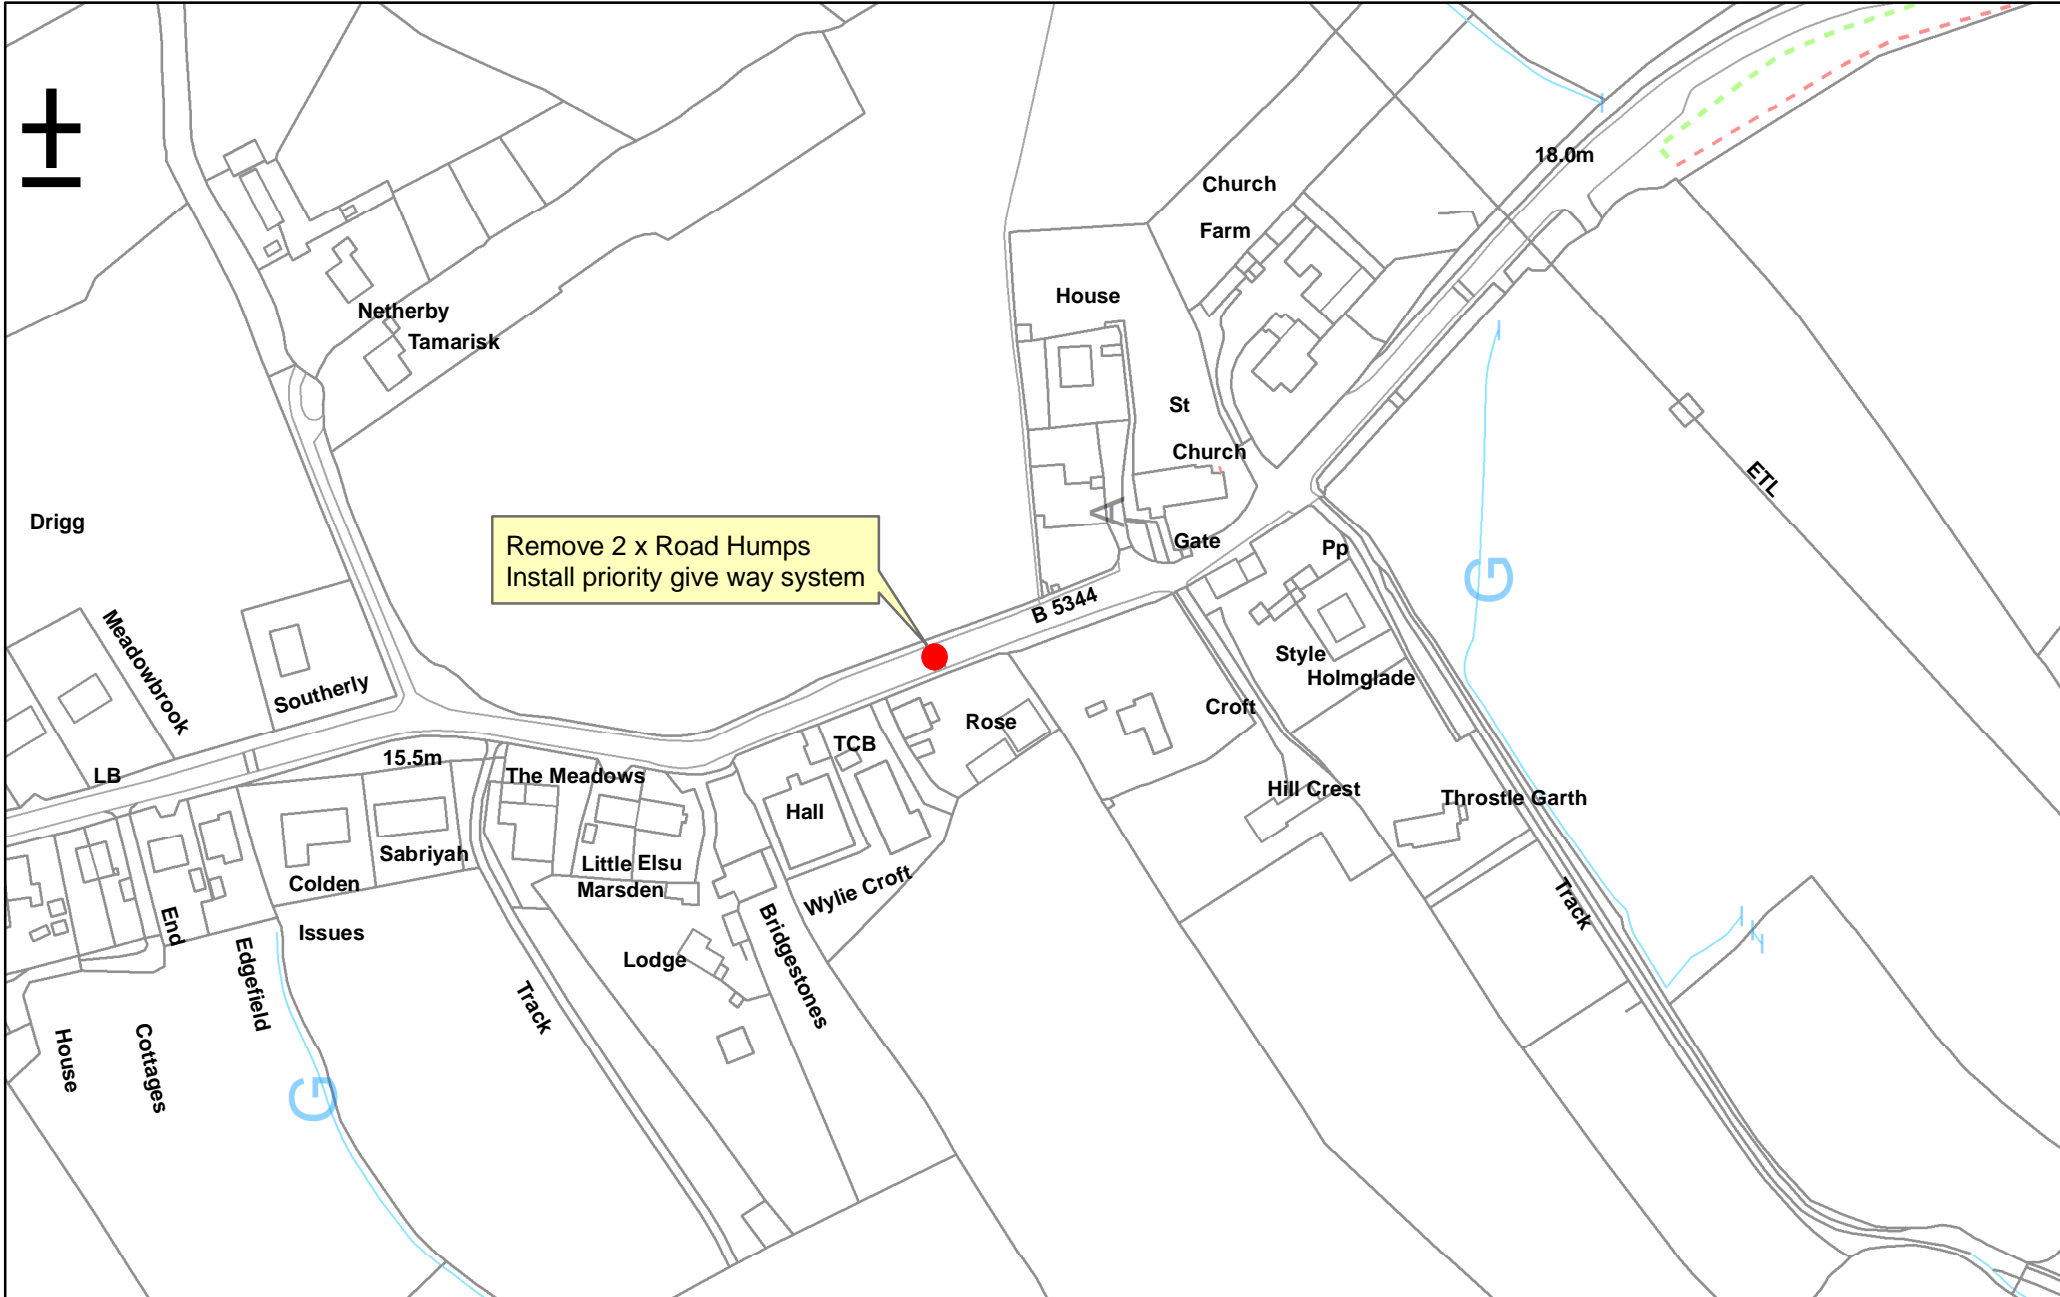 ±
18.0m
Church
Farm
House
Netherby
Tamarisk
St
Church
ETL
Drigg
Remove 2 x Road Humps
Install priority give way system
Gate
Pp
G
B 5344
Meadowbrook
Southerly
Style
Holmglade
Croft
Rose
TCB
15.5m
LB
The Meadows
Hill Crest
Throstle Garth
Hall
Sabriyah
Colden
Little Elsu
Marsden
Wylie Croft
Track
End
Issues
Edgefield
Lodge
Bridgestones
Track
House
Cottages
G